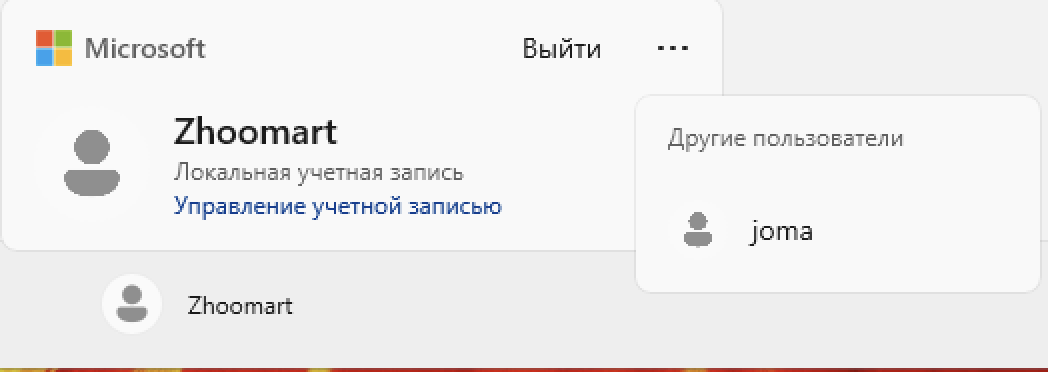 Microsoft
Выйти
Zhoomart
Локальная учетная запись
Управление учетной записью
Другие пользователи
joma
Zhoomart